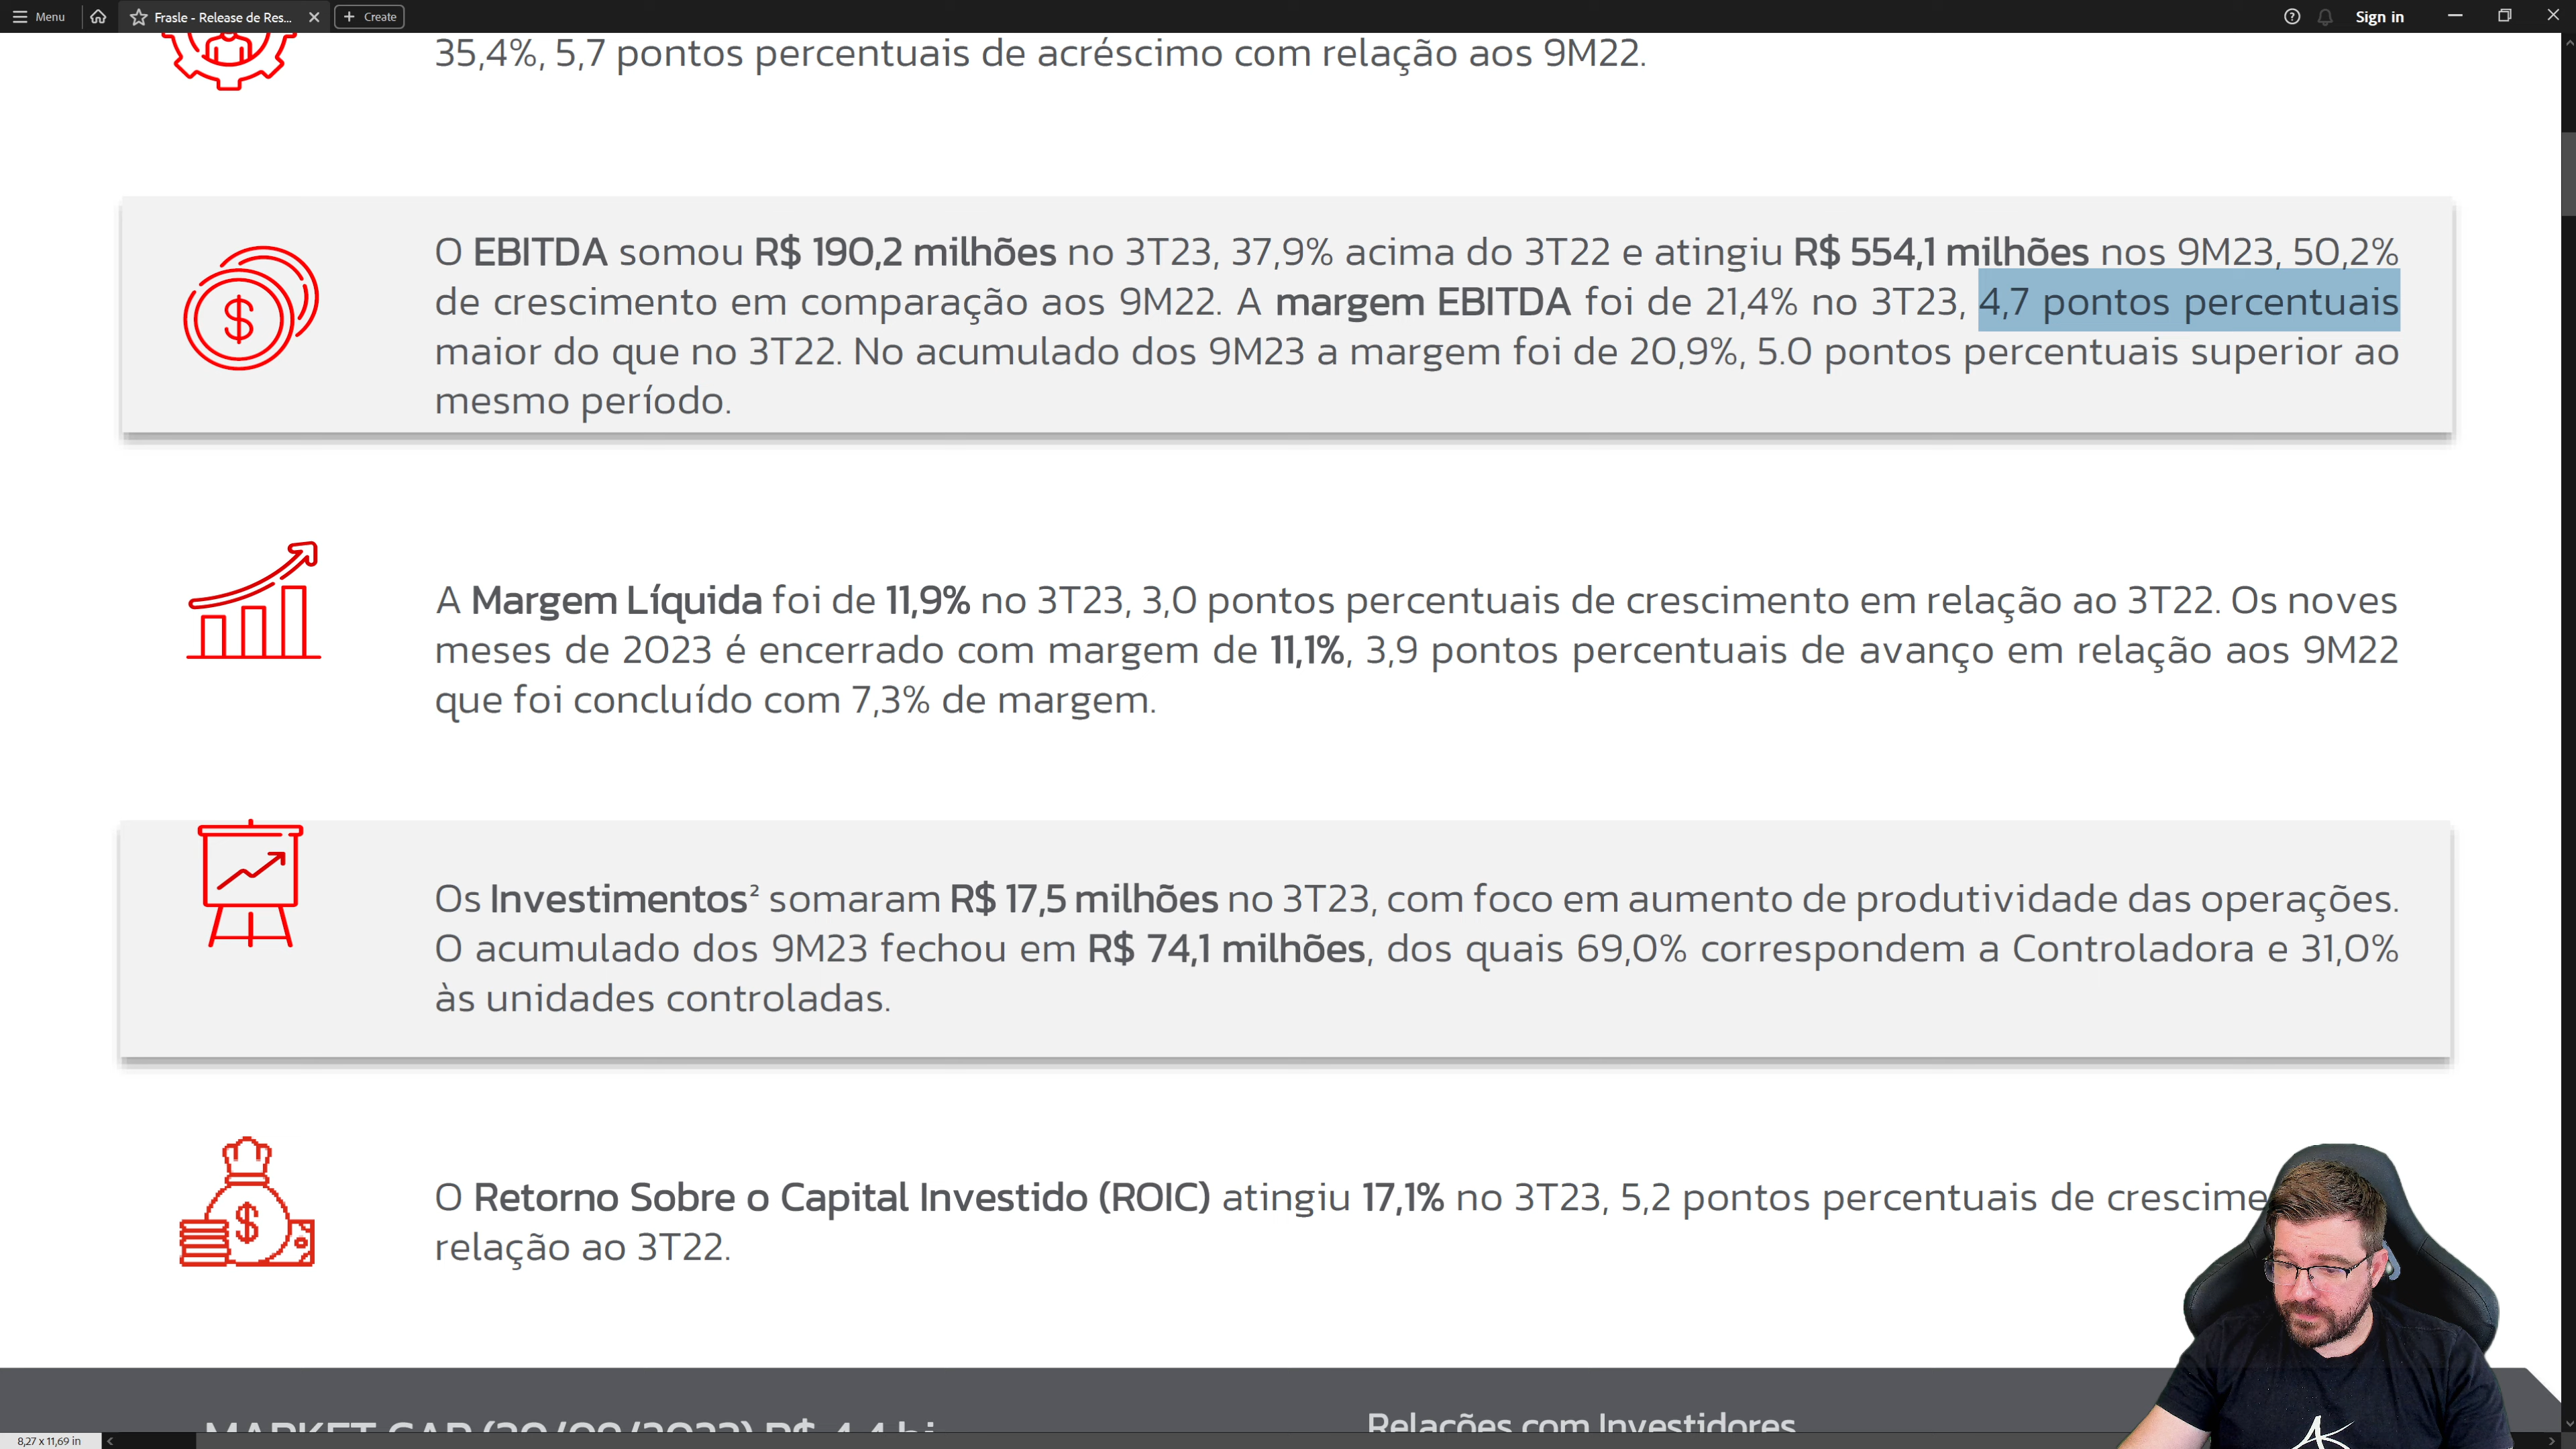 Menu
Frasle - Release de Res...
Create
Sign in
35,4%, 5,7 pontos percentuais de acréscimo com relação aos 9M22.
O EBITDA somou R$ 190,2 milhões no 3T23, 37,9% acima do 3T22 e atingiu R$ 554,1 milhões nos 9M23, 50,2%
de crescimento em comparação aos 9M22. A margem EBITDA foi de 21,4% no 3T23, 4,7 pontos percentuais
maior do que no 3T22. No acumulado dos 9M23 a margem foi de 20,9%, 5.0 pontos percentuais superior ao
mesmo período.
A Margem Líquida foi de 11,9% no 3T23, 3,0 pontos percentuais de crescimento em relação ao 3T22. Os noves
meses de 2023 é encerrado com margem de 11,1%, 3,9 pontos percentuais de avanço em relação aos 9M22
que foi concluído com 7,3% de margem.
Os Investimentos² somaram R$ 17,5 milhões no 3T23, com foco em aumento de produtividade das operações.
O acumulado dos 9M23 fechou em R$ 74,1 milhões, dos quais 69,0% correspondem a Controladora e 31,0%
às unidades controladas.
O Retorno Sobre o Capital Investido (ROIC) atingiu 17,1% no 3T23, 5,2 pontos percentuais de crescime
relação ao 3T22.
MARKET CAP
Relações com Investidores
8,27 x 11,69 in